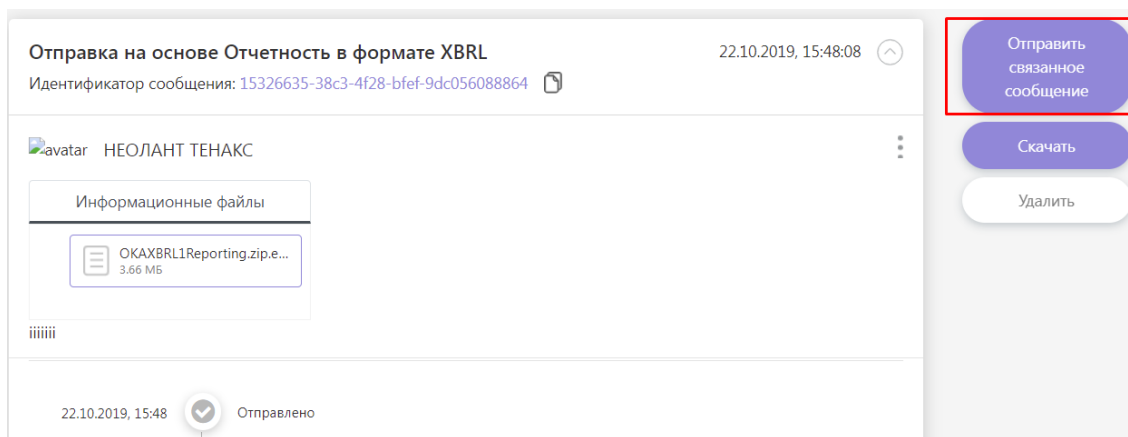 Отправка на основе Отчетность в формате XBRL
22.10.2019, 15:48:08
Идентификатор сообщения: 15326635-38c3-4f28-bfef-9dc056088864
avatar НЕОЛАНТ ТЕНАКС
Информационные файлы
OKAXBRL1Reporting.zip.e...
3.66 МБ
iiiiiii
22.10.2019, 15:48 Отправлено
Отправить
связанное
сообщение
Скачать
Удалить